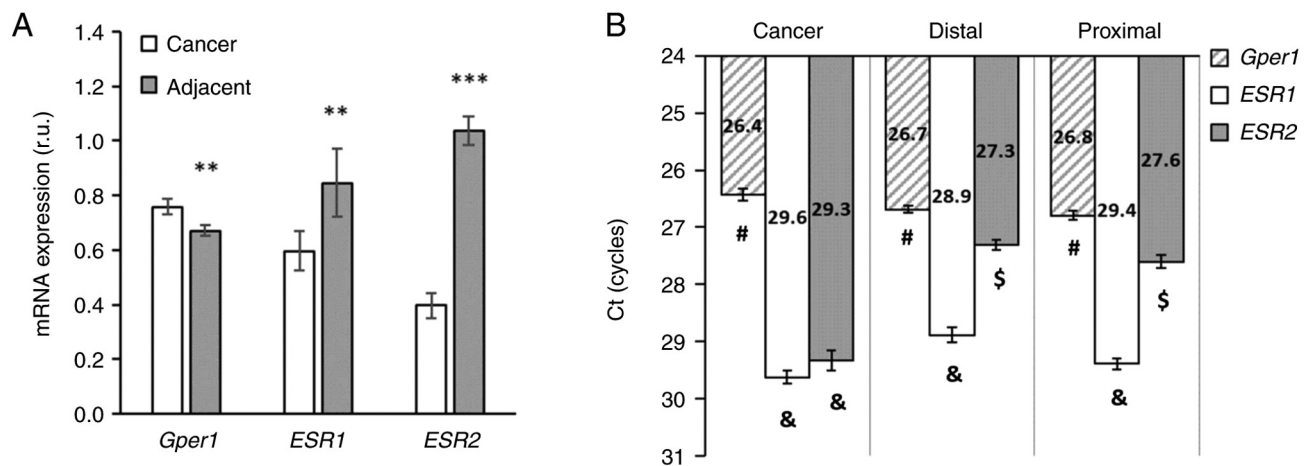 A
mRNA expression (r.u.)
1.4
1.2
1.0
0.8
0.6
0.4
0.2
0.0
Cancer
Adjacent
**
**
***
Gper1
ESR1
ESR2
B
Ct (cycles)
Cancer
Distal
Proximal
24
25
26
27
28
29
30
31
26.4
29.6
29.3
26.7
28.9
27.3
26.8
29.4
27.6
#
&
&
#
&
$
#
&
$
Gper1
ESR1
ESR2